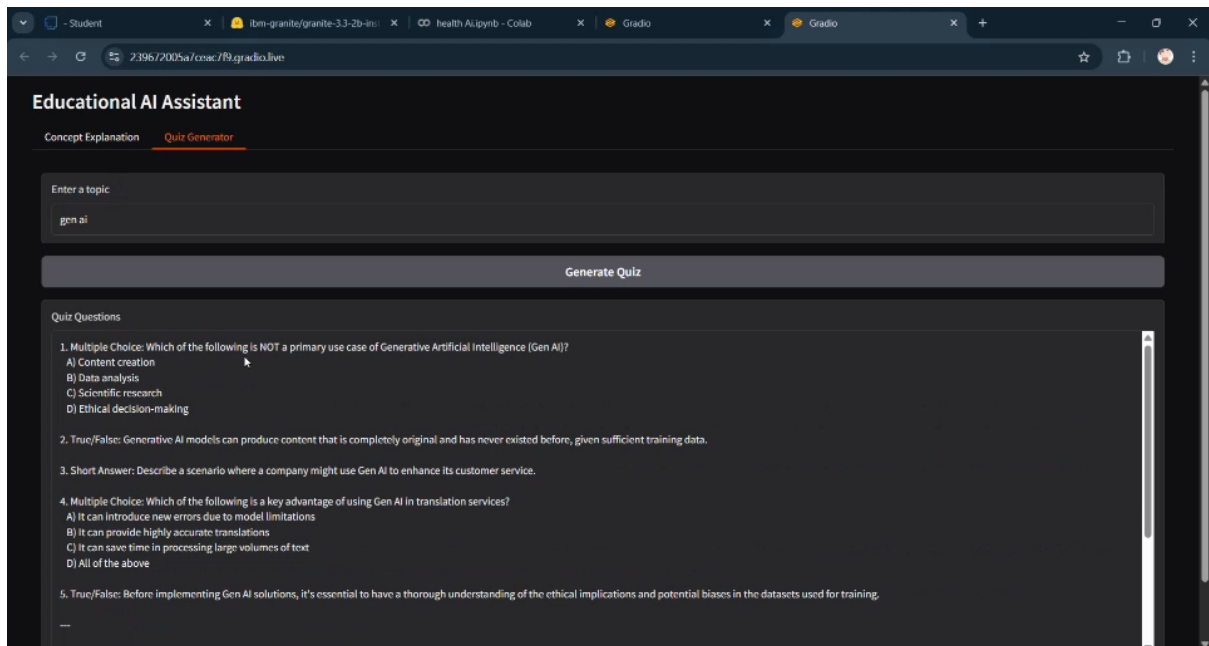 - Student
ibm-granite/granite-3.3-2b-ins
health Ai.ipynb - Colab
Gradio
Gradio
239672005a7ceac7f9.gradio.live
Educational AI Assistant
Concept Explanation
Quiz Generator
Enter a topic
gen ai
Generate Quiz
Quiz Questions
1. Multiple Choice: Which of the following is NOT a primary use case of Generative Artificial Intelligence (Gen AI)?
A) Content creation
B) Data analysis
C) Scientific research
D) Ethical decision-making
2. True/False: Generative AI models can produce content that is completely original and has never existed before, given sufficient training data.
3. Short Answer: Describe a scenario where a company might use Gen AI to enhance its customer service.
4. Multiple Choice: Which of the following is a key advantage of using Gen AI in translation services?
A) It can introduce new errors due to model limitations
B) It can provide highly accurate translations
C) It can save time in processing large volumes of text
D) All of the above
5. True/False: Before implementing Gen AI solutions, it's essential to have a thorough understanding of the ethical implications and potential biases in the datasets used for training.
---